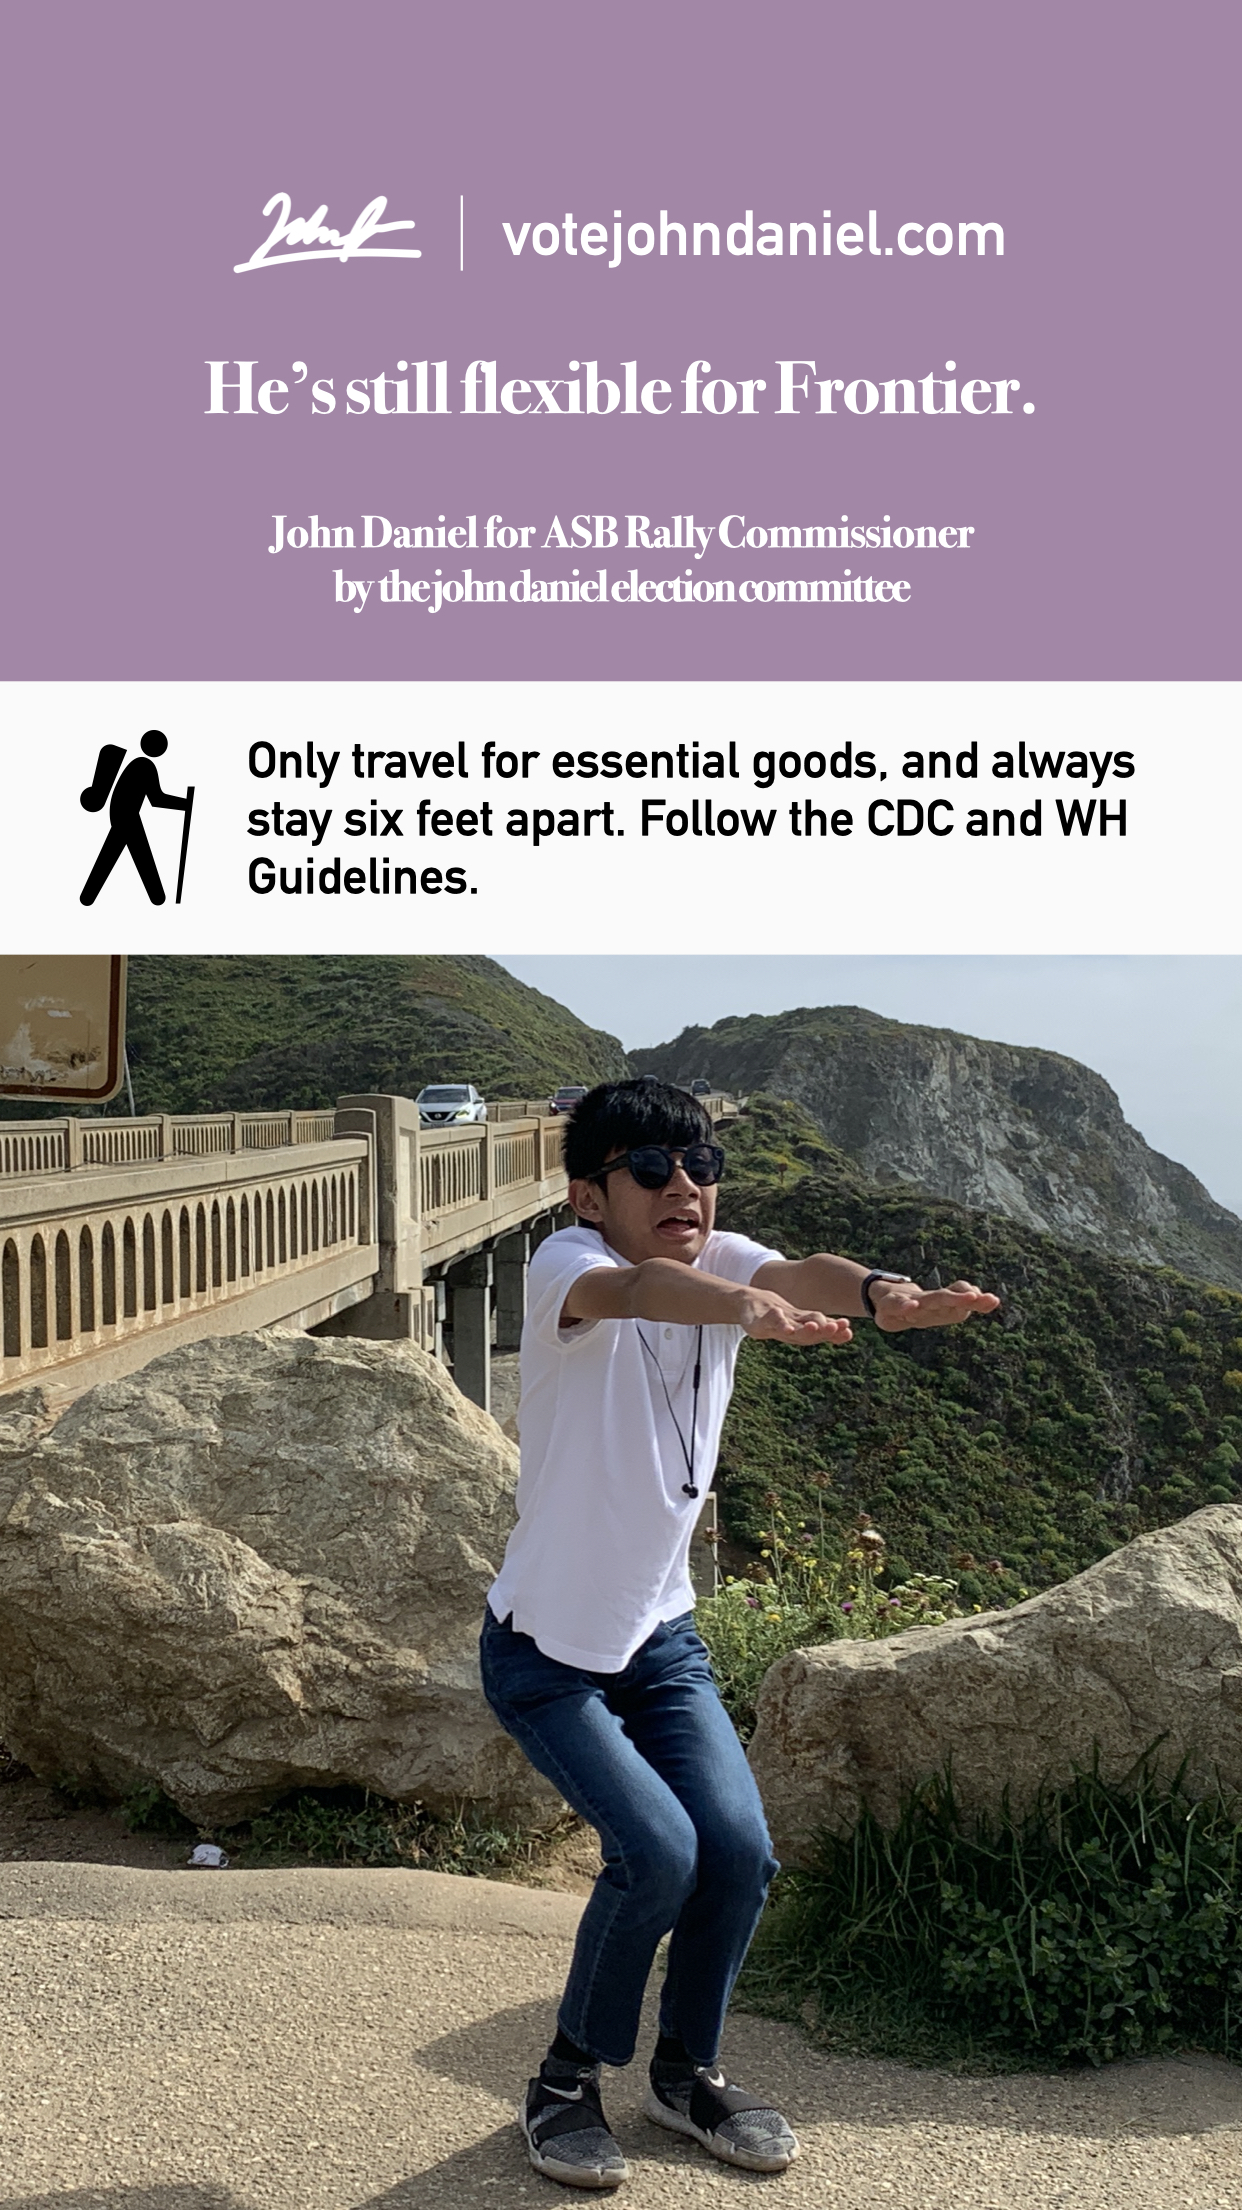 John
votejohndaniel.com
He’s still flexible for Frontier.
John Daniel for ASB Rally Commissioner
by the john daniel election committee
Only travel for essential goods, and always
stay six feet apart. Follow the CDC and WH
Guidelines.